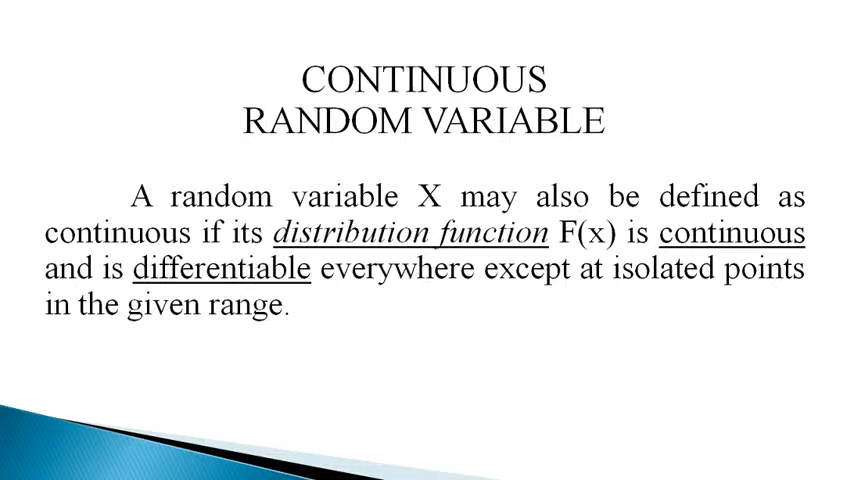 CONTINUOUS
RANDOM VARIABLE
A random variable X may also be defined as
continuous if its distribution function F(x) is continuous
and is differentiable everywhere except at isolated points
in the given range.